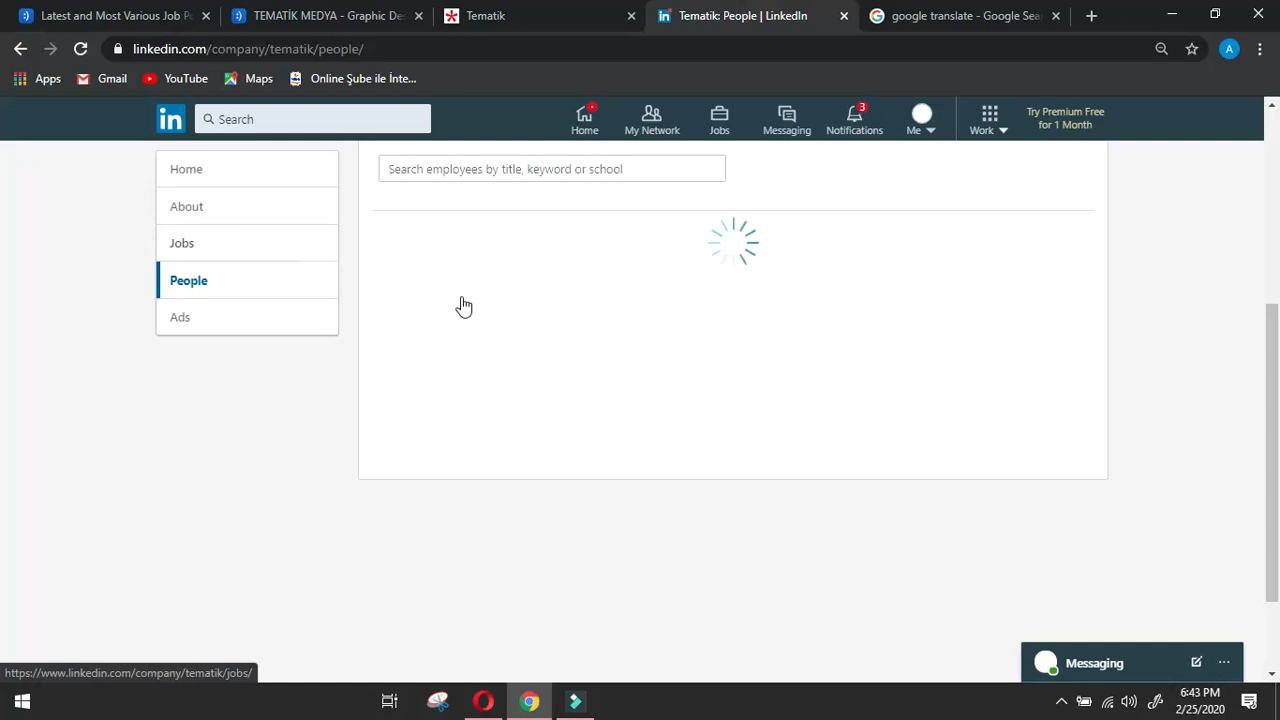 Latest and Most Various Job P
TEMATİK MEDYA - Graphic De
Tematik
Tematik: People | LinkedIn
google translate - Google Sea
linkedin.com/company/tematik/people/
A
Apps
Gmail
YouTube
Maps
Online Şube ile İnte...
in
Search
Home
My Network
Jobs
Messaging
3
Notifications
Me
Work
Try Premium Free
for 1 Month
Home
About
Jobs
People
Ads
Search employees by title, keyword or school
Messaging
https://www.linkedin.com/company/tematik/jobs/
6:43 PM
2/25/2020